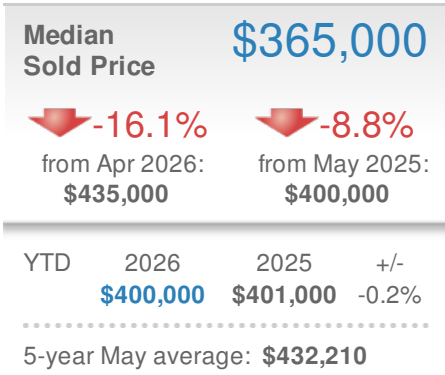 Median
Sold Price
$365,000
-16.1% -8.8%
from Apr 2026: from May 2025:
$435,000 $400,000
YTD 2026 2025 +/-
$400,000 $401,000 -0.2%
5-year May average: $432,210